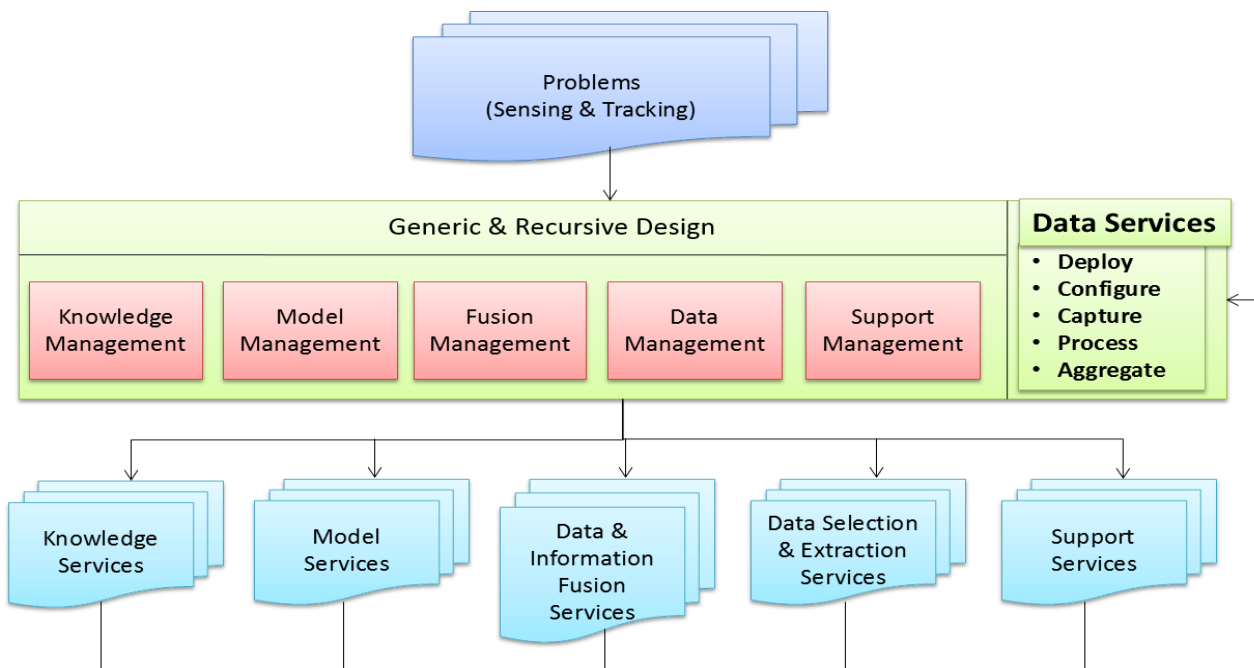 Problems
(Sensing & Tracking)
Generic & Recursive Design
Data Services
• Deploy
• Configure
• Capture
• Process
• Aggregate
Knowledge
Management
Model
Management
Fusion
Management
Data
Management
Support
Management
Knowledge
Services
Model
Services
Data &
Information
Fusion
Services
Data Selection
& Extraction
Services
Support
Services